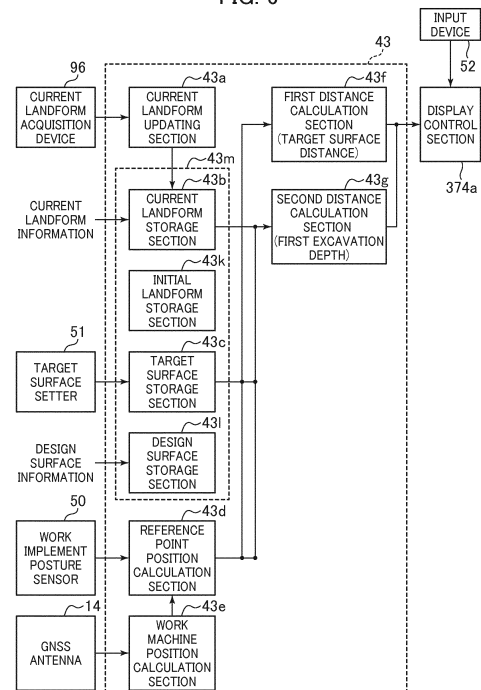 FIG. 6
INPUT
DEVICE
52
43
96
43a
43f
CURRENT
LANDFORM
ACQUISITION
DEVICE
CURRENT
LANDFORM
UPDATING
SECTION
FIRST DISTANCE
CALCULATION
SECTION
(TARGET SURFACE
DISTANCE)
DISPLAY
CONTROL
SECTION
374a
43m
43b
43g
CURRENT
LANDFORM
INFORMATION
CURRENT
LANDFORM
STORAGE
SECTION
SECOND DISTANCE
CALCULATION
SECTION
(FIRST EXCAVATION
DEPTH)
43k
INITIAL
LANDFORM
STORAGE
SECTION
51
43c
TARGET
SURFACE
SETTER
TARGET
SURFACE
STORAGE
SECTION
43l
DESIGN
SURFACE
INFORMATION
DESIGN
SURFACE
STORAGE
SECTION
50
43d
WORK
IMPLEMENT
POSTURE
SENSOR
REFERENCE
POINT
POSITION
CALCULATION
SECTION
14
43e
GNSS
ANTENNA
WORK
MACHINE
POSITION
CALCULATION
SECTION